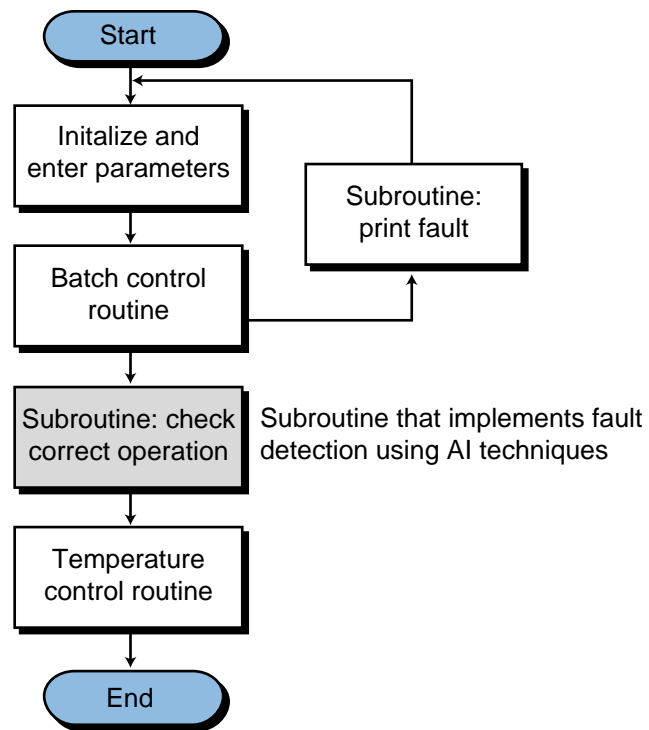 Start
Initalize and
enter parameters
Subroutine:
print fault
Batch control
routine
Subroutine: check
correct operation
Subroutine that implements fault
detection using AI techniques
Temperature
control routine
End